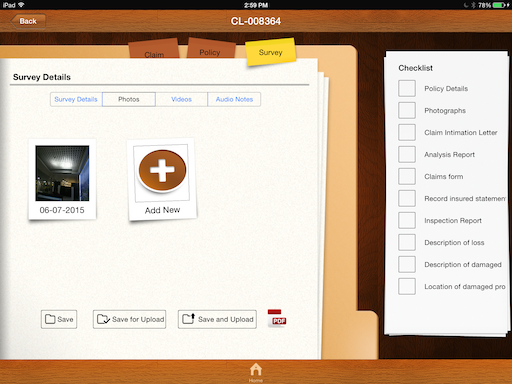 iPad
2:59 PM
78%
Back
CL-008364
Claim
Policy
Survey
Survey Details
Survey Details
Photos
Videos
Audio Notes
06-07-2015
Add New
Save
Save for Upload
Save and Upload
PDF
Checklist
Policy Details
Photographs
Claim Intimation Letter
Analysis Report
Claims form
Record insured statement
Inspection Report
Description of loss
Description of damaged
Location of damaged pro
Home